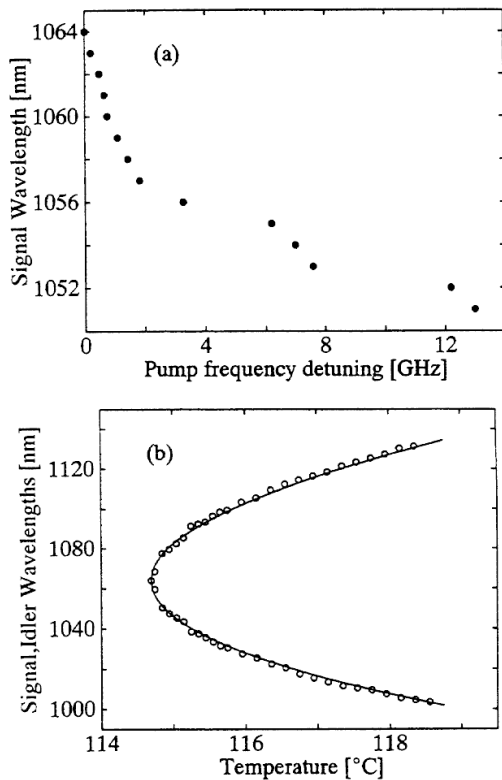 (a)
Signal Wavelength [nm]
1064
1060
1056
1052
0 4 8 12
Pump frequency detuning [GHz]
(b)
Signal,Idler Wavelengths [nm]
1120
1080
1040
1000
114 116 118
Temperature [°C]